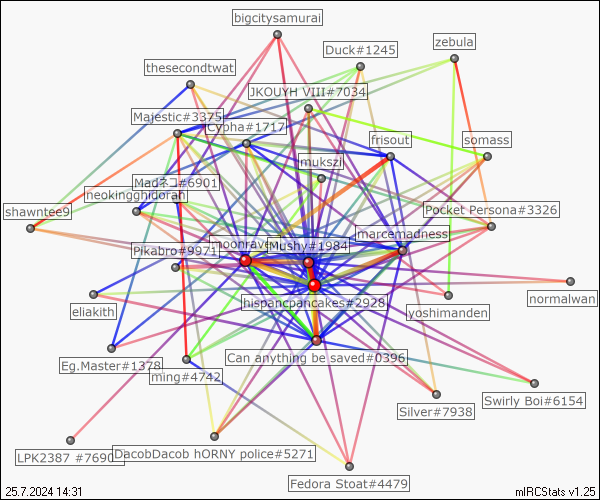 bigcitysamurai
Duck#1245
zebula
thesecondtwat
JKOUYH VIII#7034
Majestic#3375
Cypha#1717
frisout
somass
mukszi
Madネコ#6901
neokingghidorah
shawntee9
Pocket Persona#3326
marcemadness
moonraven
Mushy#1984
Pikabro#9971
hispancpancakes#2928
normalwan
yoshimanden
eliakith
Can anything be saved#0396
Eg.Master#1378
ming#4742
Swirly Boi#6154
Silver#7938
LPK2387 #7690
DacobDacob hORNY police#5271
Fedora Stoat#4479
25.7.2024 14:31
mIRCStats v1.25